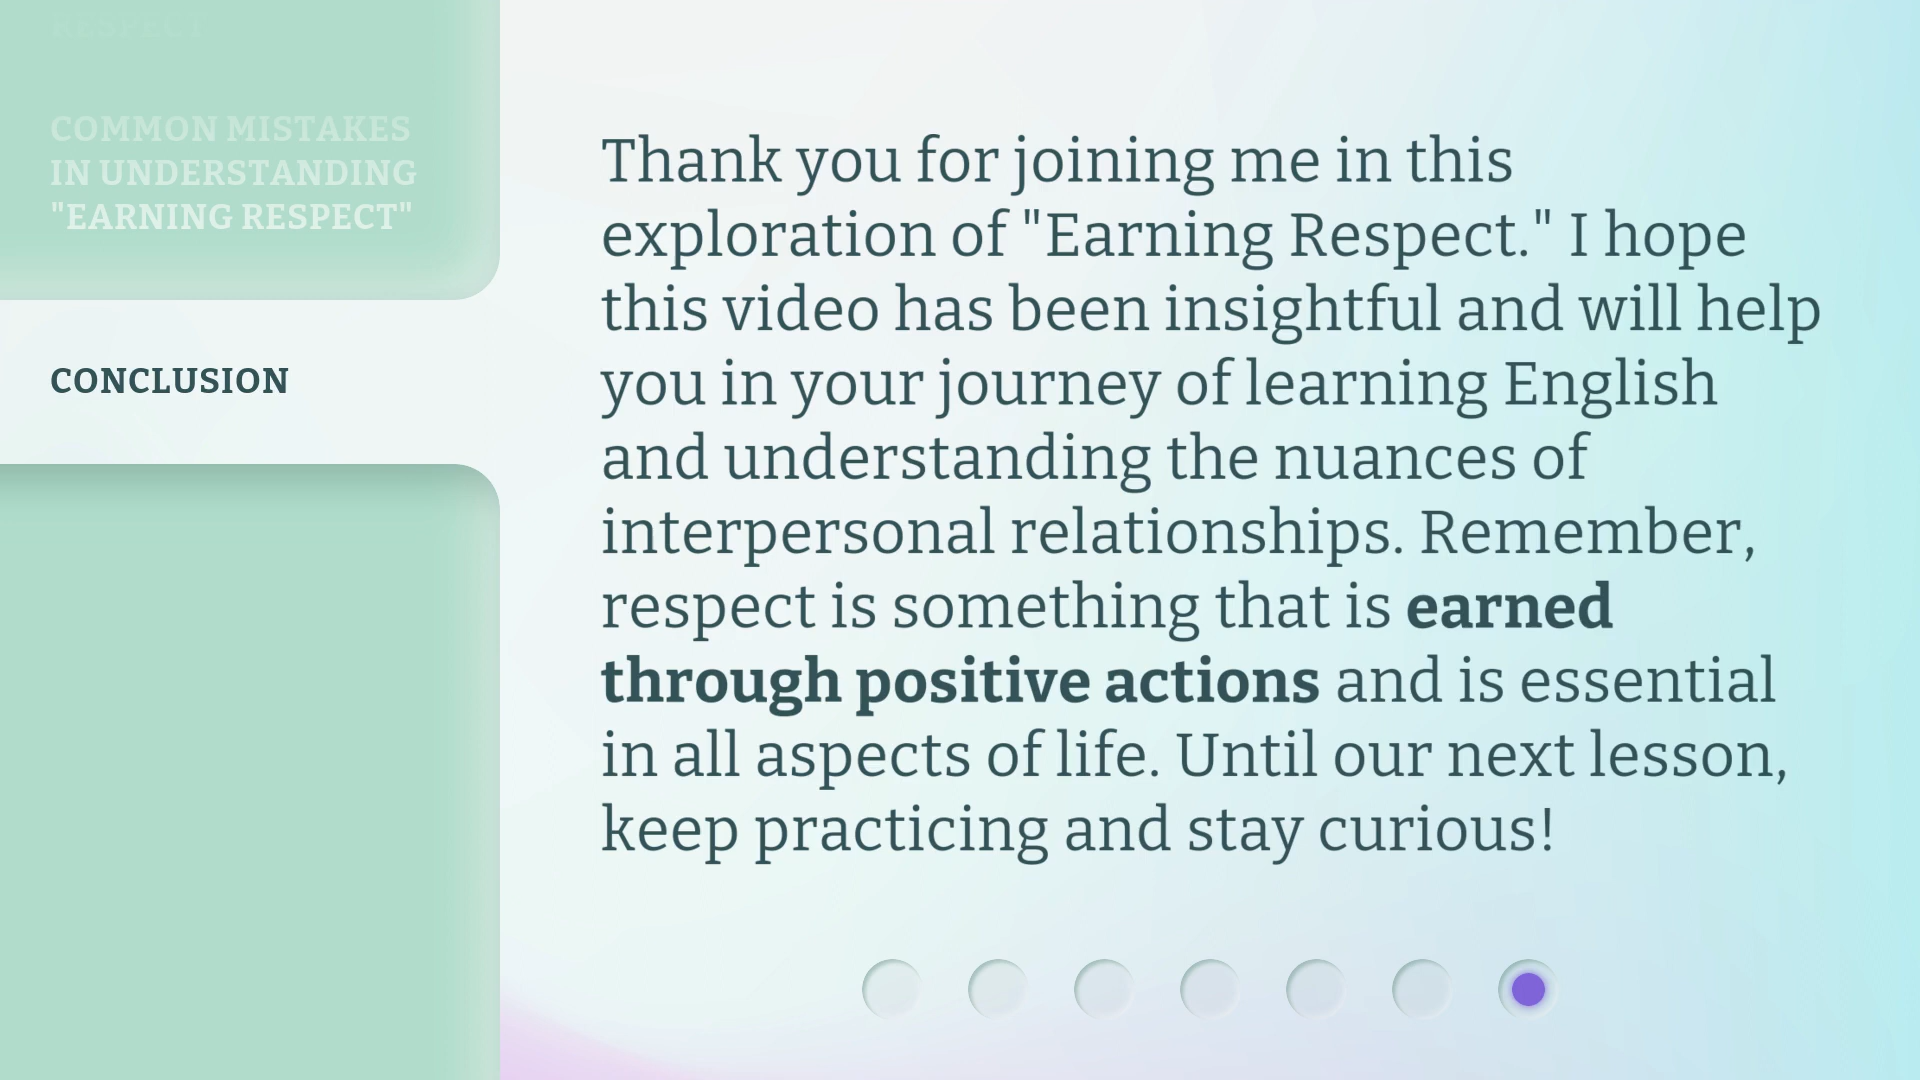 RESPECT
COMMON MISTAKES
IN UNDERSTANDING
"EARNING RESPECT"
CONCLUSION
Thank you for joining me in this
exploration of "Earning Respect." I hope
this video has been insightful and will help
you in your journey of learning English
and understanding the nuances of
interpersonal relationships. Remember,
respect is something that is earned
through positive actions and is essential
in all aspects of life. Until our next lesson,
keep practicing and stay curious!